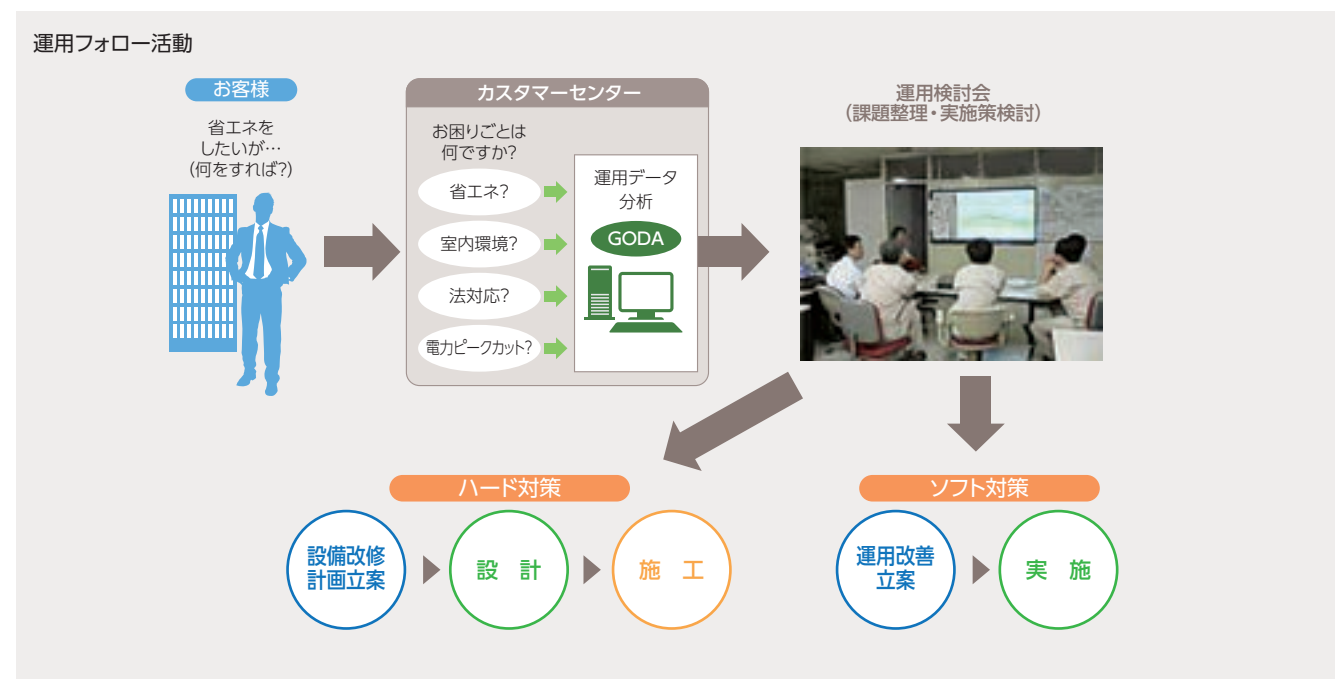 運用フォロー活動
お客様
省エネを
したいが…
(何をすれば?)
カスタマーセンター
お困りごとは
何ですか?
省エネ?
室内環境?
法対応?
電力ピークカット?
運用データ
分析
GODA
運用検討会
(課題整理・実施策検討)
ハード対策
設備改修
計画立案
設 計
施 工
ソフト対策
運用改善
立案
実 施